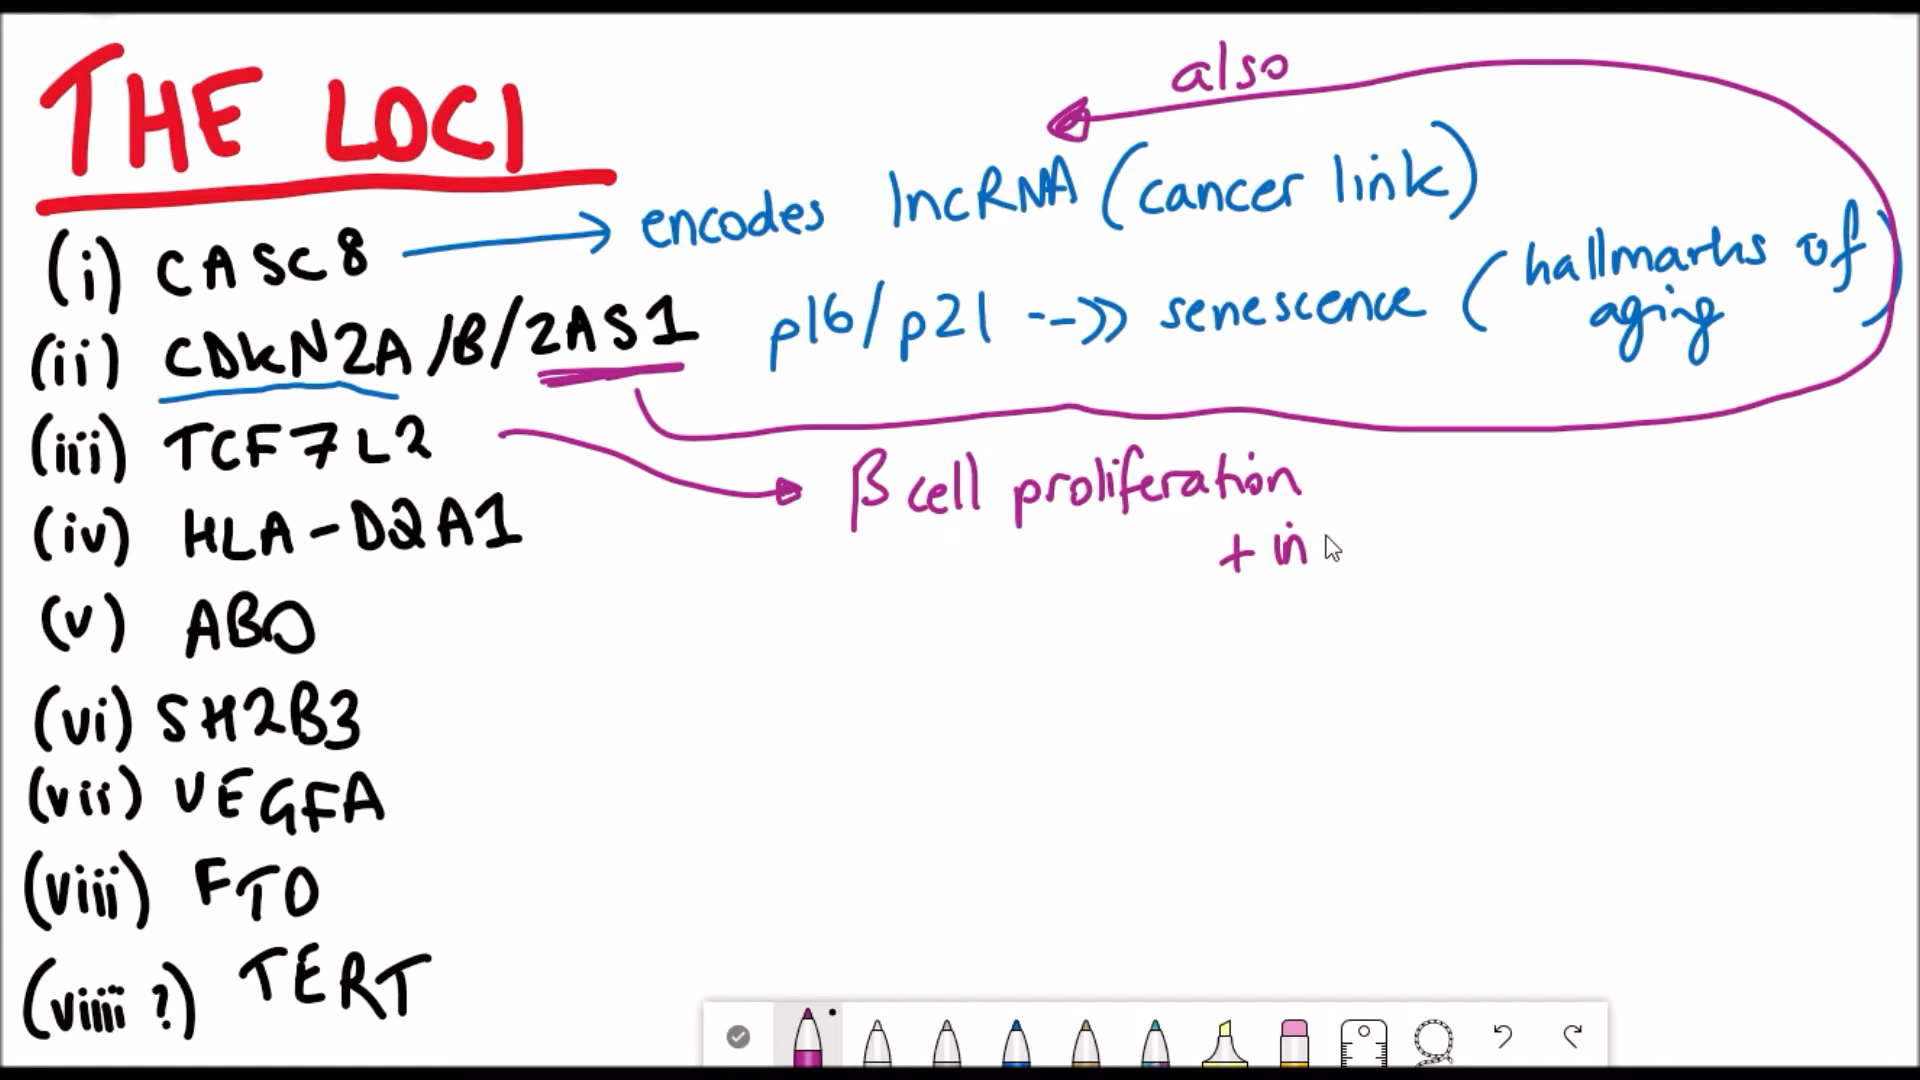 THE LOCI
also
(i) CASC8 → encodes lncRNA (cancer link)
(ii) CDKN2A/B/2AS1 p16/p21 -->> senescence (hallmarks of aging)
(iii) TCF7L2 → β cell proliferation
+ in
(iv) HLA-DQA1
(v) ABO
(vi) SH2B3
(vii) VEGFA
(viii) FTO
(viiii ?) TERT